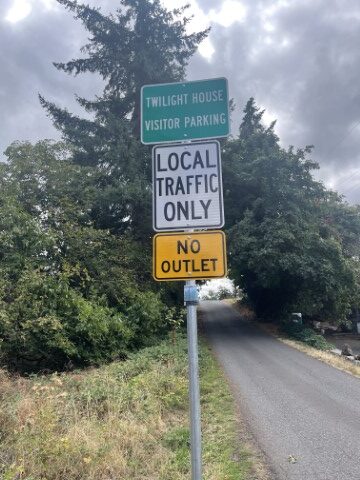 TWILIGHT HOUSE
VISITOR PARKING
LOCAL
TRAFFIC
ONLY
NO
OUTLET